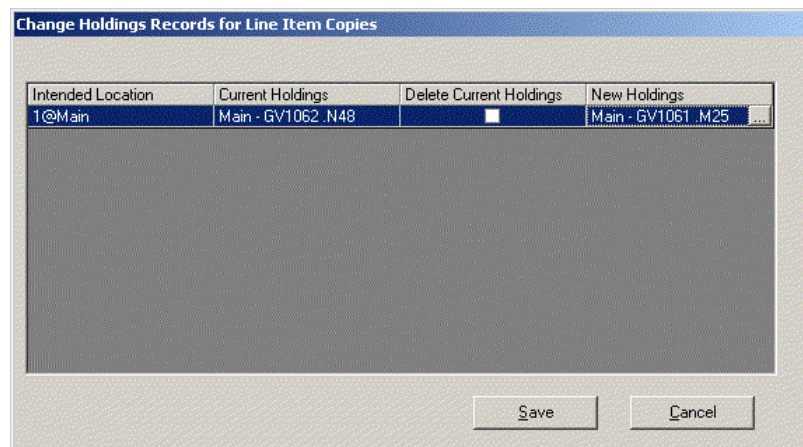 Change Holdings Records for Line Item Copies
Intended Location Current Holdings Delete Current Holdings New Holdings
1@Main Main - GV1062 .N48 Main - GV1061 .M25 ...
Save Cancel